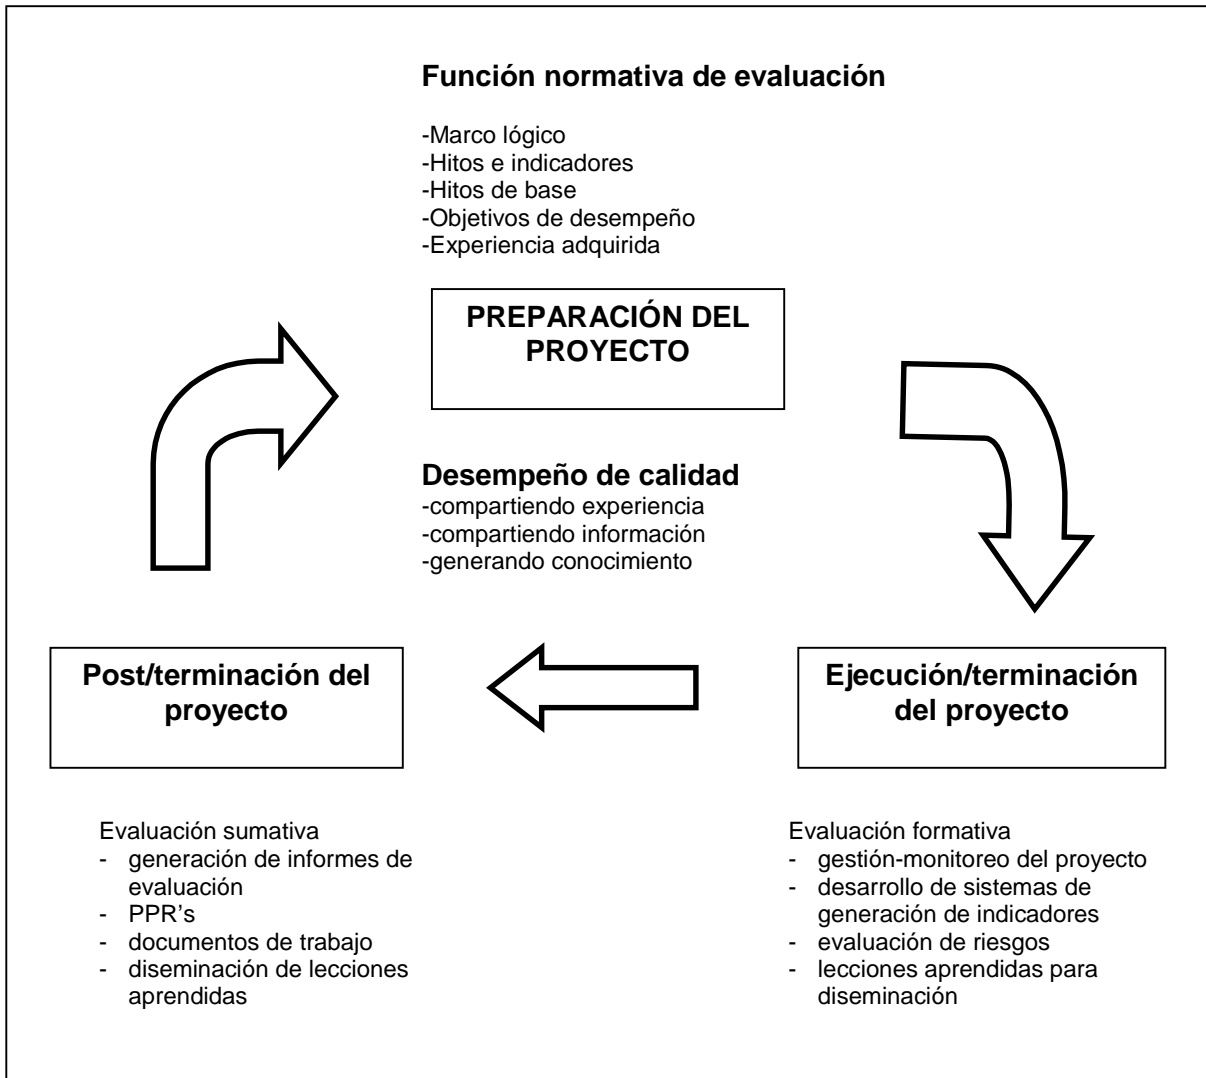 Función normativa de evaluación
-Marco lógico
-Hitos e indicadores
-Hitos de base
-Objetivos de desempeño
-Experiencia adquirida
PREPARACIÓN DEL
PROYECTO
Desempeño de calidad
-compartiendo experiencia
-compartiendo información
-generando conocimiento
Post/terminación del
proyecto
Ejecución/terminación
del proyecto
Evaluación sumativa
- generación de informes de
evaluación
- PPR's
- documentos de trabajo
- diseminación de lecciones
aprendidas
Evaluación formativa
- gestión-monitoreo del proyecto
- desarrollo de sistemas de
generación de indicadores
- evaluación de riesgos
- lecciones aprendidas para
diseminación